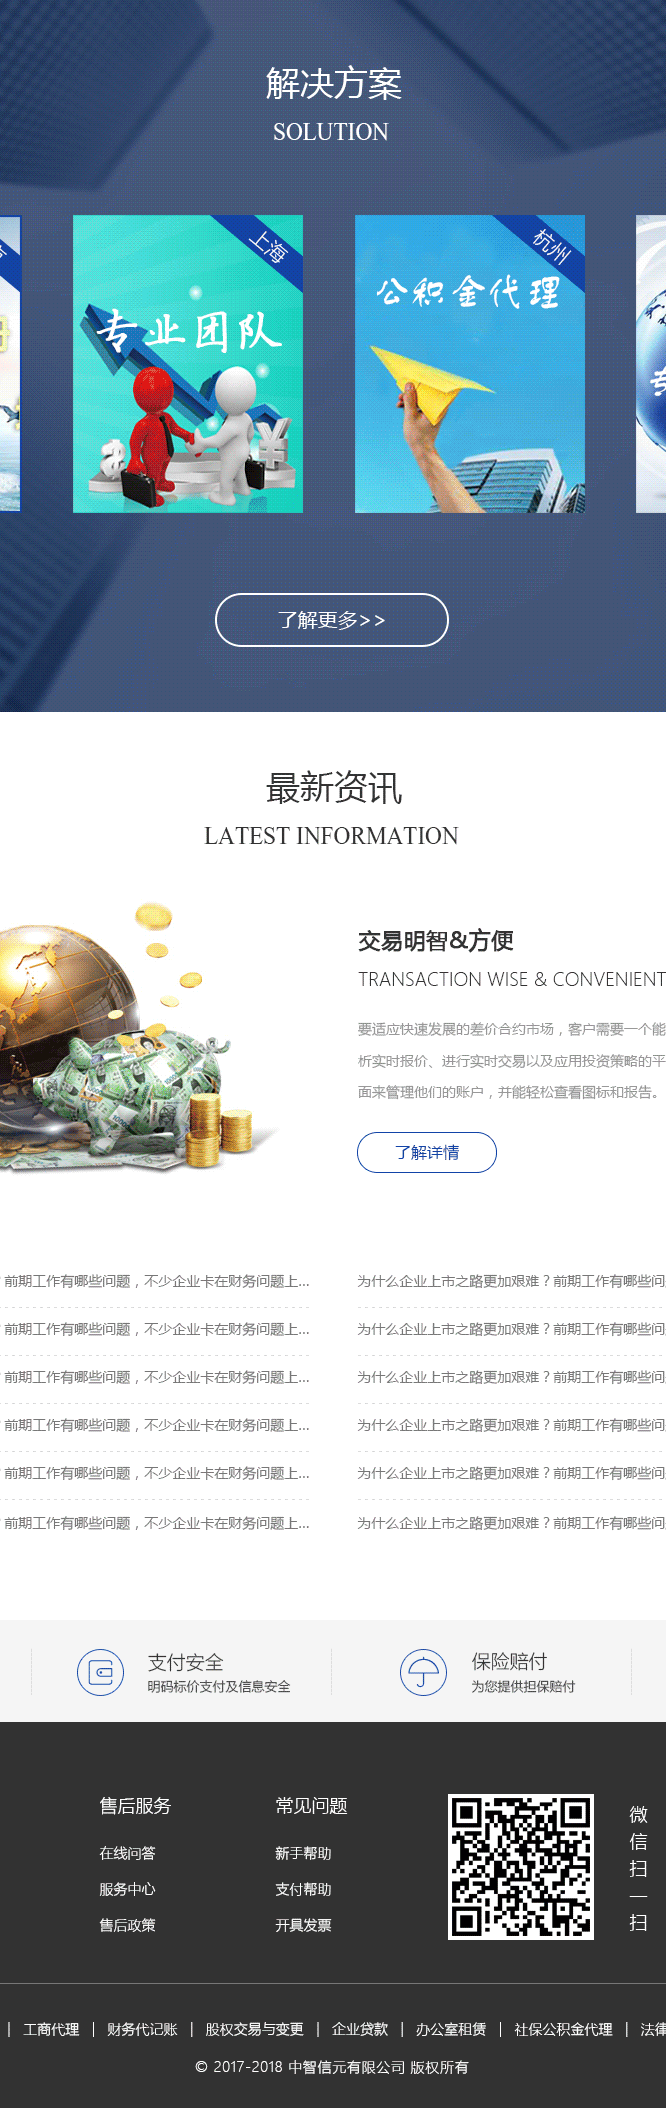 解决方案
SOLUTION
上海
专业团队
杭州
公积金代理
专
了解更多>>
最新资讯
LATEST INFORMATION
交易明智&方便
TRANSACTION WISE & CONVENIENT
要适应快速发展的差价合约市场，客户需要一个能
析实时报价、进行实时交易以及应用投资策略的平
面来管理他们的账户，并能轻松查看图标和报告。
了解详情
前期工作有哪些问题，不少企业卡在财务问题上...
为什么企业上市之路更加艰难？前期工作有哪些问
前期工作有哪些问题，不少企业卡在财务问题上...
为什么企业上市之路更加艰难？前期工作有哪些问
前期工作有哪些问题，不少企业卡在财务问题上...
为什么企业上市之路更加艰难？前期工作有哪些问
前期工作有哪些问题，不少企业卡在财务问题上...
为什么企业上市之路更加艰难？前期工作有哪些问
前期工作有哪些问题，不少企业卡在财务问题上...
为什么企业上市之路更加艰难？前期工作有哪些问
前期工作有哪些问题，不少企业卡在财务问题上...
为什么企业上市之路更加艰难？前期工作有哪些问
支付安全
明码标价支付及信息安全
保险赔付
为您提供担保赔付
售后服务
在线问答
服务中心
售后政策
常见问题
新手帮助
支付帮助
开具发票
微信扫一扫
| 工商代理 | 财务代记账 | 股权交易与变更 | 企业贷款 | 办公室租赁 | 社保公积金代理 | 法律
© 2017-2018 中智信元有限公司 版权所有